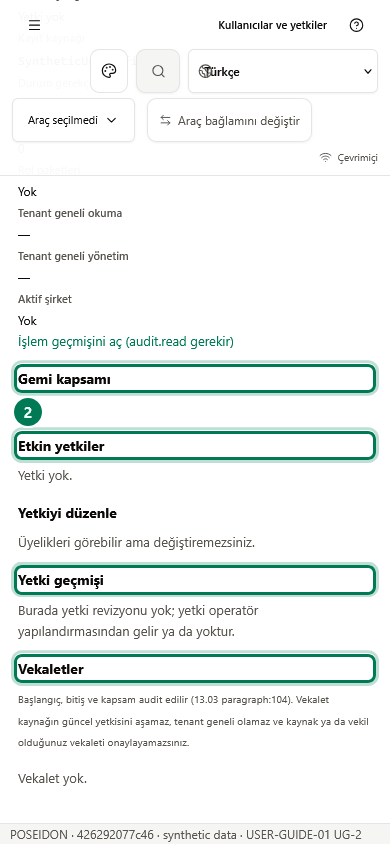 Kullanıcılar ve yetkiler
Türkçe
Araç seçilmedi
Araç bağlamını değiştir
Çevrimiçi
Yok
Tenant geneli okuma
—
Tenant geneli yönetim
—
Aktif şirket
Yok
İşlem geçmişini aç (audit.read gerekir)
Gemi kapsamı
2
Etkin yetkiler
Yetki yok.
Yetkiyi düzenle
Üyelikleri görebilir ama değiştiremezsiniz.
Yetki geçmişi
Burada yetki revizyonu yok; yetki operatör
yapılandırmasından gelir ya da yoktur.
Vekaletler
Başlangıç, bitiş ve kapsam audit edilir (13.03 paragraph:104). Vekalet
kaynağın güncel yetkisini aşamaz, tenant geneli olamaz ve kaynak ya da vekil
olduğunuz vekaleti onaylayamazsınız.
Vekalet yok.
POSEIDON · 426292077c46 · synthetic data · USER-GUIDE-01 UG-2